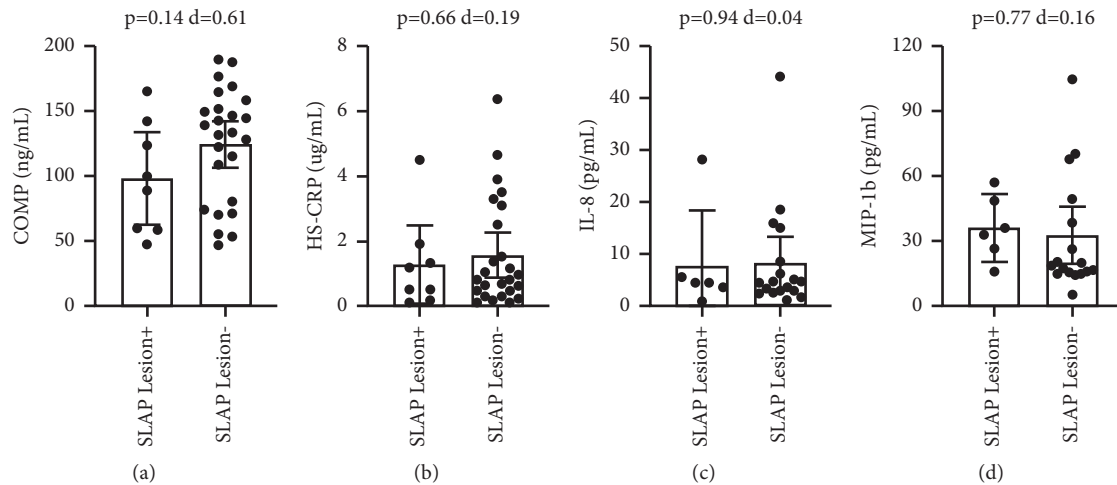 p=0.14 d=0.61
200
150
100
50
0
COMP (ng/mL)
SLAP Lesion+
SLAP Lesion-
(a)
p=0.66 d=0.19
8
6
4
2
0
HS-CRP (ug/mL)
SLAP Lesion+
SLAP Lesion-
(b)
p=0.94 d=0.04
50
40
30
20
10
0
IL-8 (pg/mL)
SLAP Lesion+
SLAP Lesion-
(c)
p=0.77 d=0.16
120
90
60
30
0
MIP-1b (pg/mL)
SLAP Lesion+
SLAP Lesion-
(d)